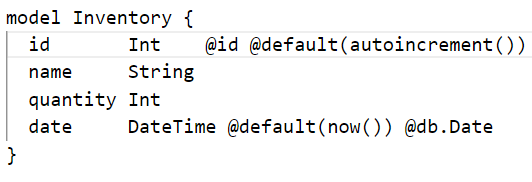 model Inventory {
  id       Int    @id @default(autoincrement())
  name     String
  quantity Int
  date     DateTime @default(now()) @db.Date
}